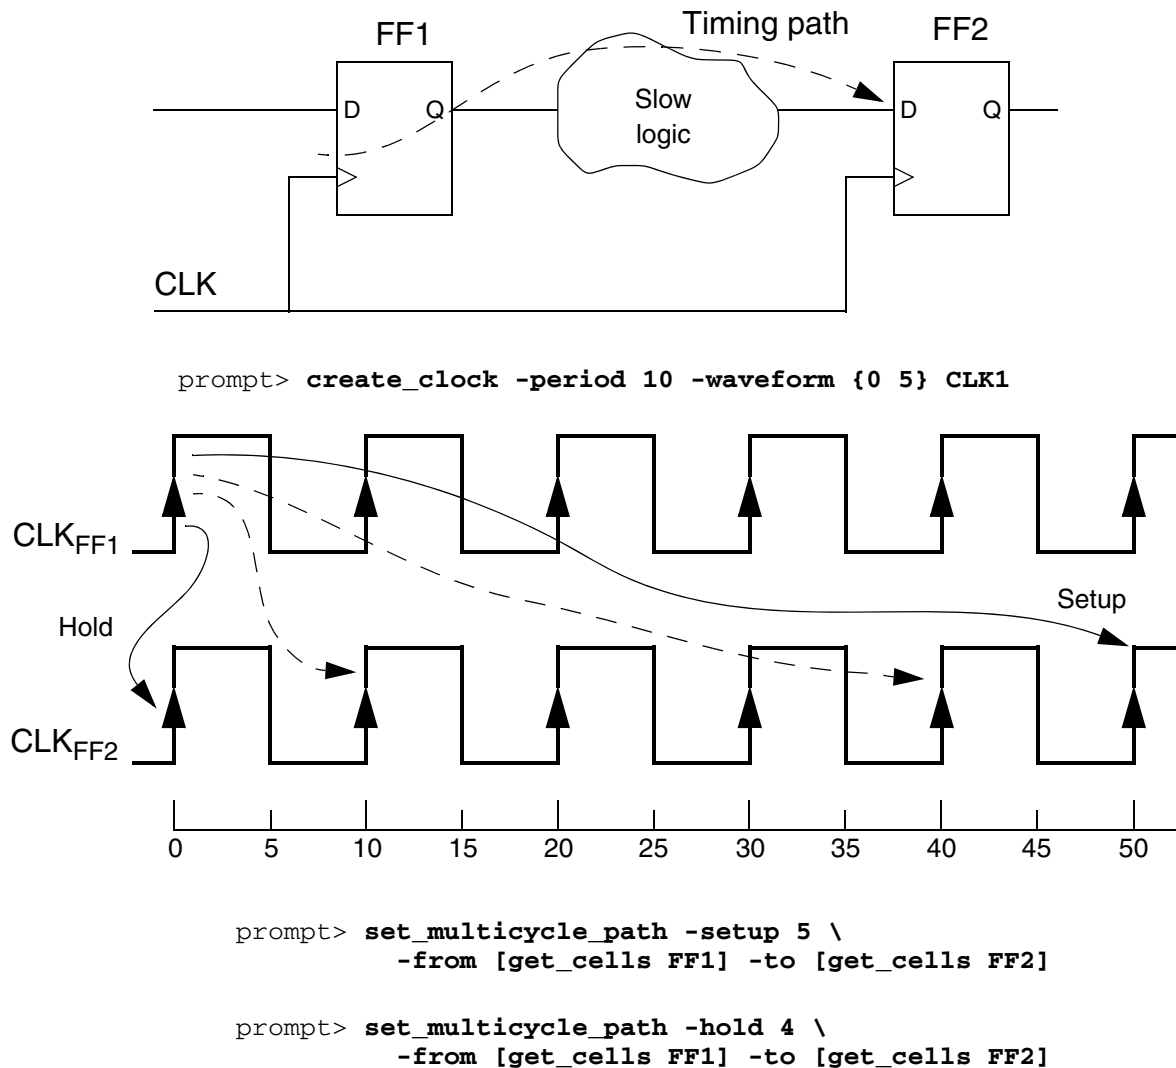 FF1
Timing path
FF2
D
Q
Slow
logic
D
Q
CLK
prompt> create_clock -period 10 -waveform {0 5} CLK1
CLKFF1
Setup
Hold
CLKFF2
0 5 10 15 20 25 30 35 40 45 50
prompt> set_multicycle_path -setup 5 \
-from [get_cells FF1] -to [get_cells FF2]
prompt> set_multicycle_path -hold 4 \
-from [get_cells FF1] -to [get_cells FF2]